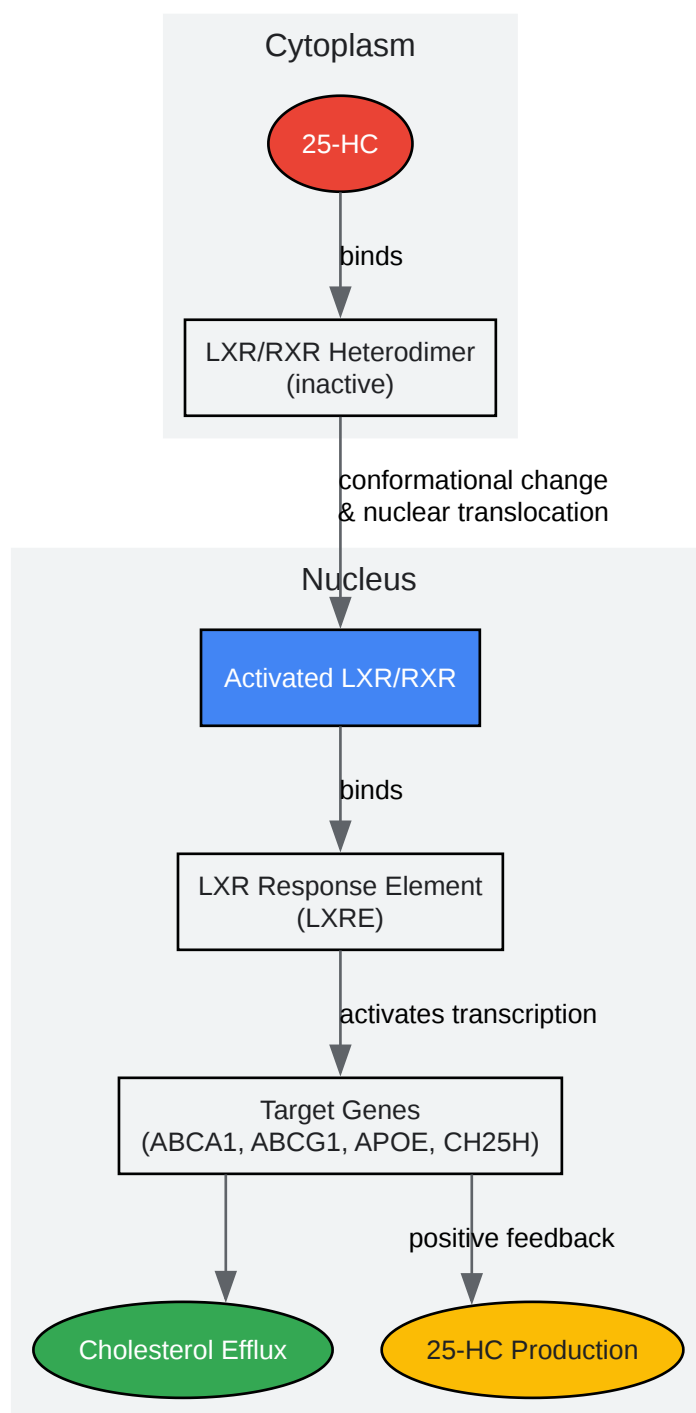 Cytoplasm
25-HC
binds
LXR/RXR Heterodimer
(inactive)
conformational change
& nuclear translocation
Nucleus
Activated LXR/RXR
binds
LXR Response Element
(LXRE)
activates transcription
Target Genes
(ABCA1, ABCG1, APOE, CH25H)
positive feedback
Cholesterol Efflux
25-HC Production